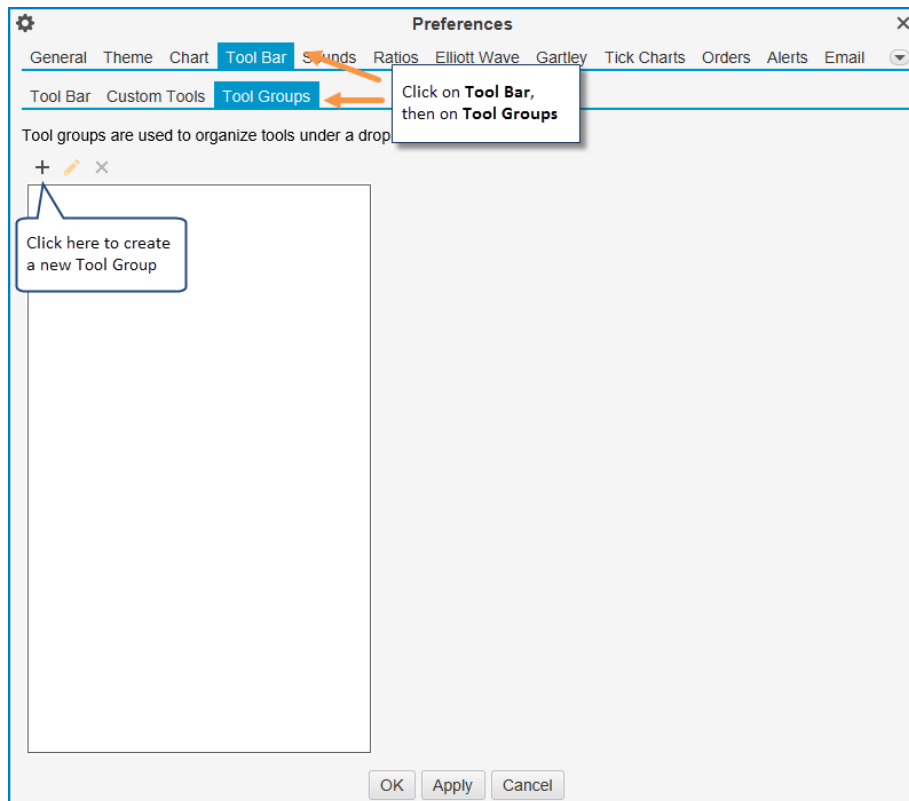 Preferences
General Theme Chart Tool Bar Sounds Ratios Elliott Wave Gartley Tick Charts Orders Alerts Email
Tool Bar Custom Tools Tool Groups
Click on Tool Bar,
then on Tool Groups
Tool groups are used to organize tools under a drop
Click here to create
a new Tool Group
OK Apply Cancel